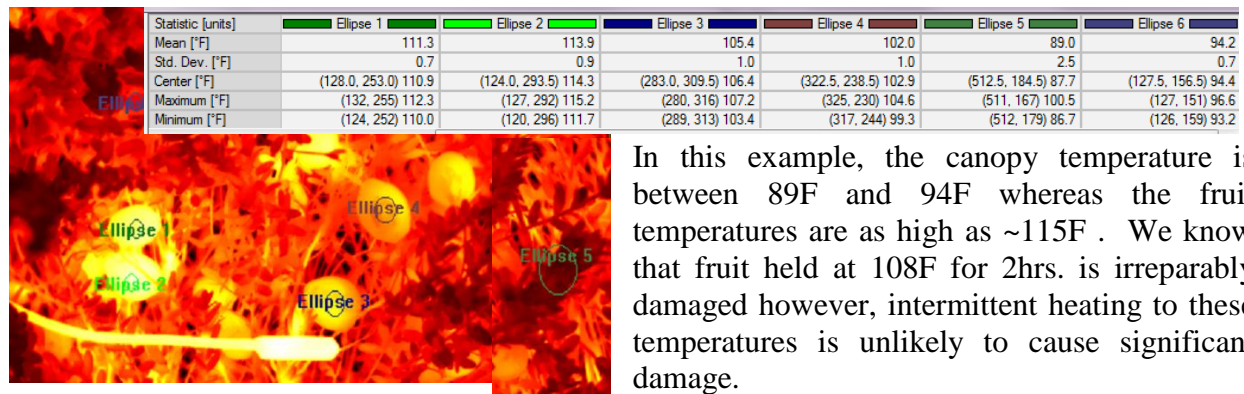 Statistic [units] Ellipse 1 Ellipse 2 Ellipse 3 Ellipse 4 Ellipse 5 Ellipse 6
Mean [°F] 111.3 113.9 105.4 102.0 89.0 94.2
Std. Dev. [°F] 0.7 0.9 1.0 1.0 2.5 0.7
Center [°F] (128.0, 253.0) 110.9 (124.0, 293.5) 114.3 (283.0, 309.5) 106.4 (322.5, 238.5) 102.9 (512.5, 184.5) 87.7 (127.5, 156.5) 94.4
Maximum [°F] (132, 255) 112.3 (127, 292) 115.2 (280, 316) 107.2 (325, 230) 104.6 (511, 167) 100.5 (127, 151) 96.6
Minimum [°F] (124, 252) 110.0 (120, 296) 111.7 (289, 313) 103.4 (317, 244) 99.3 (512, 179) 86.7 (126, 159) 93.2
Ellipse 4
Ellipse 1
Ellipse 5
Ellipse 2
Ellipse 3
In this example, the canopy temperature is
between 89F and 94F whereas the fruit
temperatures are as high as ~115F . We know
that fruit held at 108F for 2hrs. is irreparably
damaged however, intermittent heating to these
temperatures is unlikely to cause significant
damage.